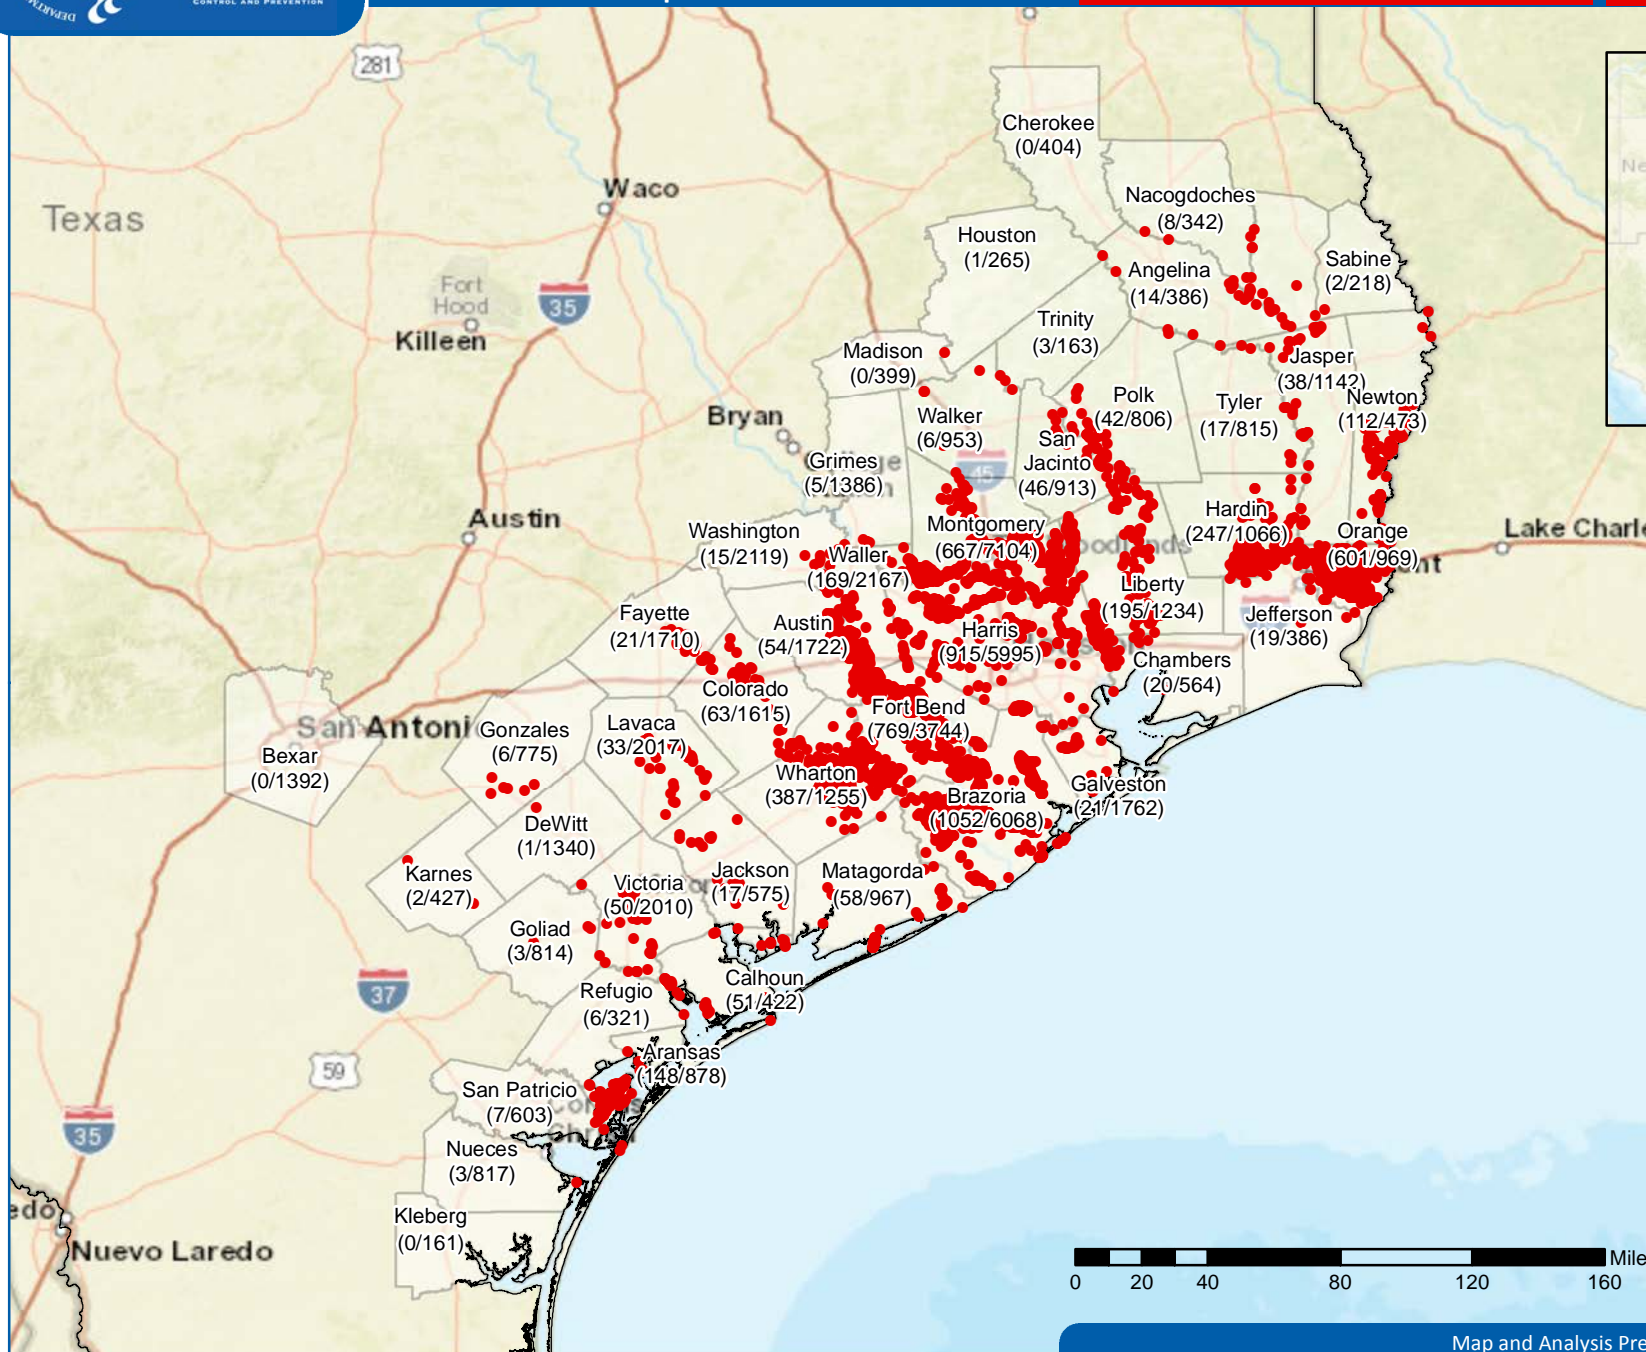 CONTROL AND PREVENTION
281
Cherokee
(0/404)
Waco
Texas
Nacogdoches
(8/342)
Houston
(1/265)
Sabine
(2/218)
Angelina
(14/386)
Fort
Hood
35
Killeen
Trinity
(3/163)
Madison
(0/399)
Jasper
(38/1142)
Newton
(112/473)
Polk
(42/806)
Tyler
(17/815)
Bryan
Walker
(6/953)
San
Jacinto
(46/913)
Grimes
(5/1386)
45
Austin
Hardin
(247/1066)
Montgomery
(667/7104)
Washington
(15/2119)
Orange
(601/969)
Lake Charle
Waller
(169/2167)
Liberty
(195/1234)
Fayette
(21/1710)
Austin
(54/1722)
Harris
(915/5995)
Jefferson
(19/386)
Chambers
(20/564)
Colorado
(63/1615)
Fort Bend
(769/3744)
San Antoni
Gonzales
(6/775)
Lavaca
(33/2017)
Bexar
(0/1392)
Wharton
(387/1255)
Galveston
(21/1762)
Brazoria
(1052/6068)
DeWitt
(1/1340)
Karnes
(2/427)
Victoria
(50/2010)
Jackson
(17/575)
Matagorda
(58/967)
Goliad
(3/814)
37
Calhoun
(51/422)
Refugio
(6/321)
59
Aransas
(148/878)
San Patricio
(7/603)
35
Nueces
(3/817)
Kleberg
(0/161)
edo
Nuevo Laredo
Mile
0 20 40 80 120 160
Map and Analysis Pre